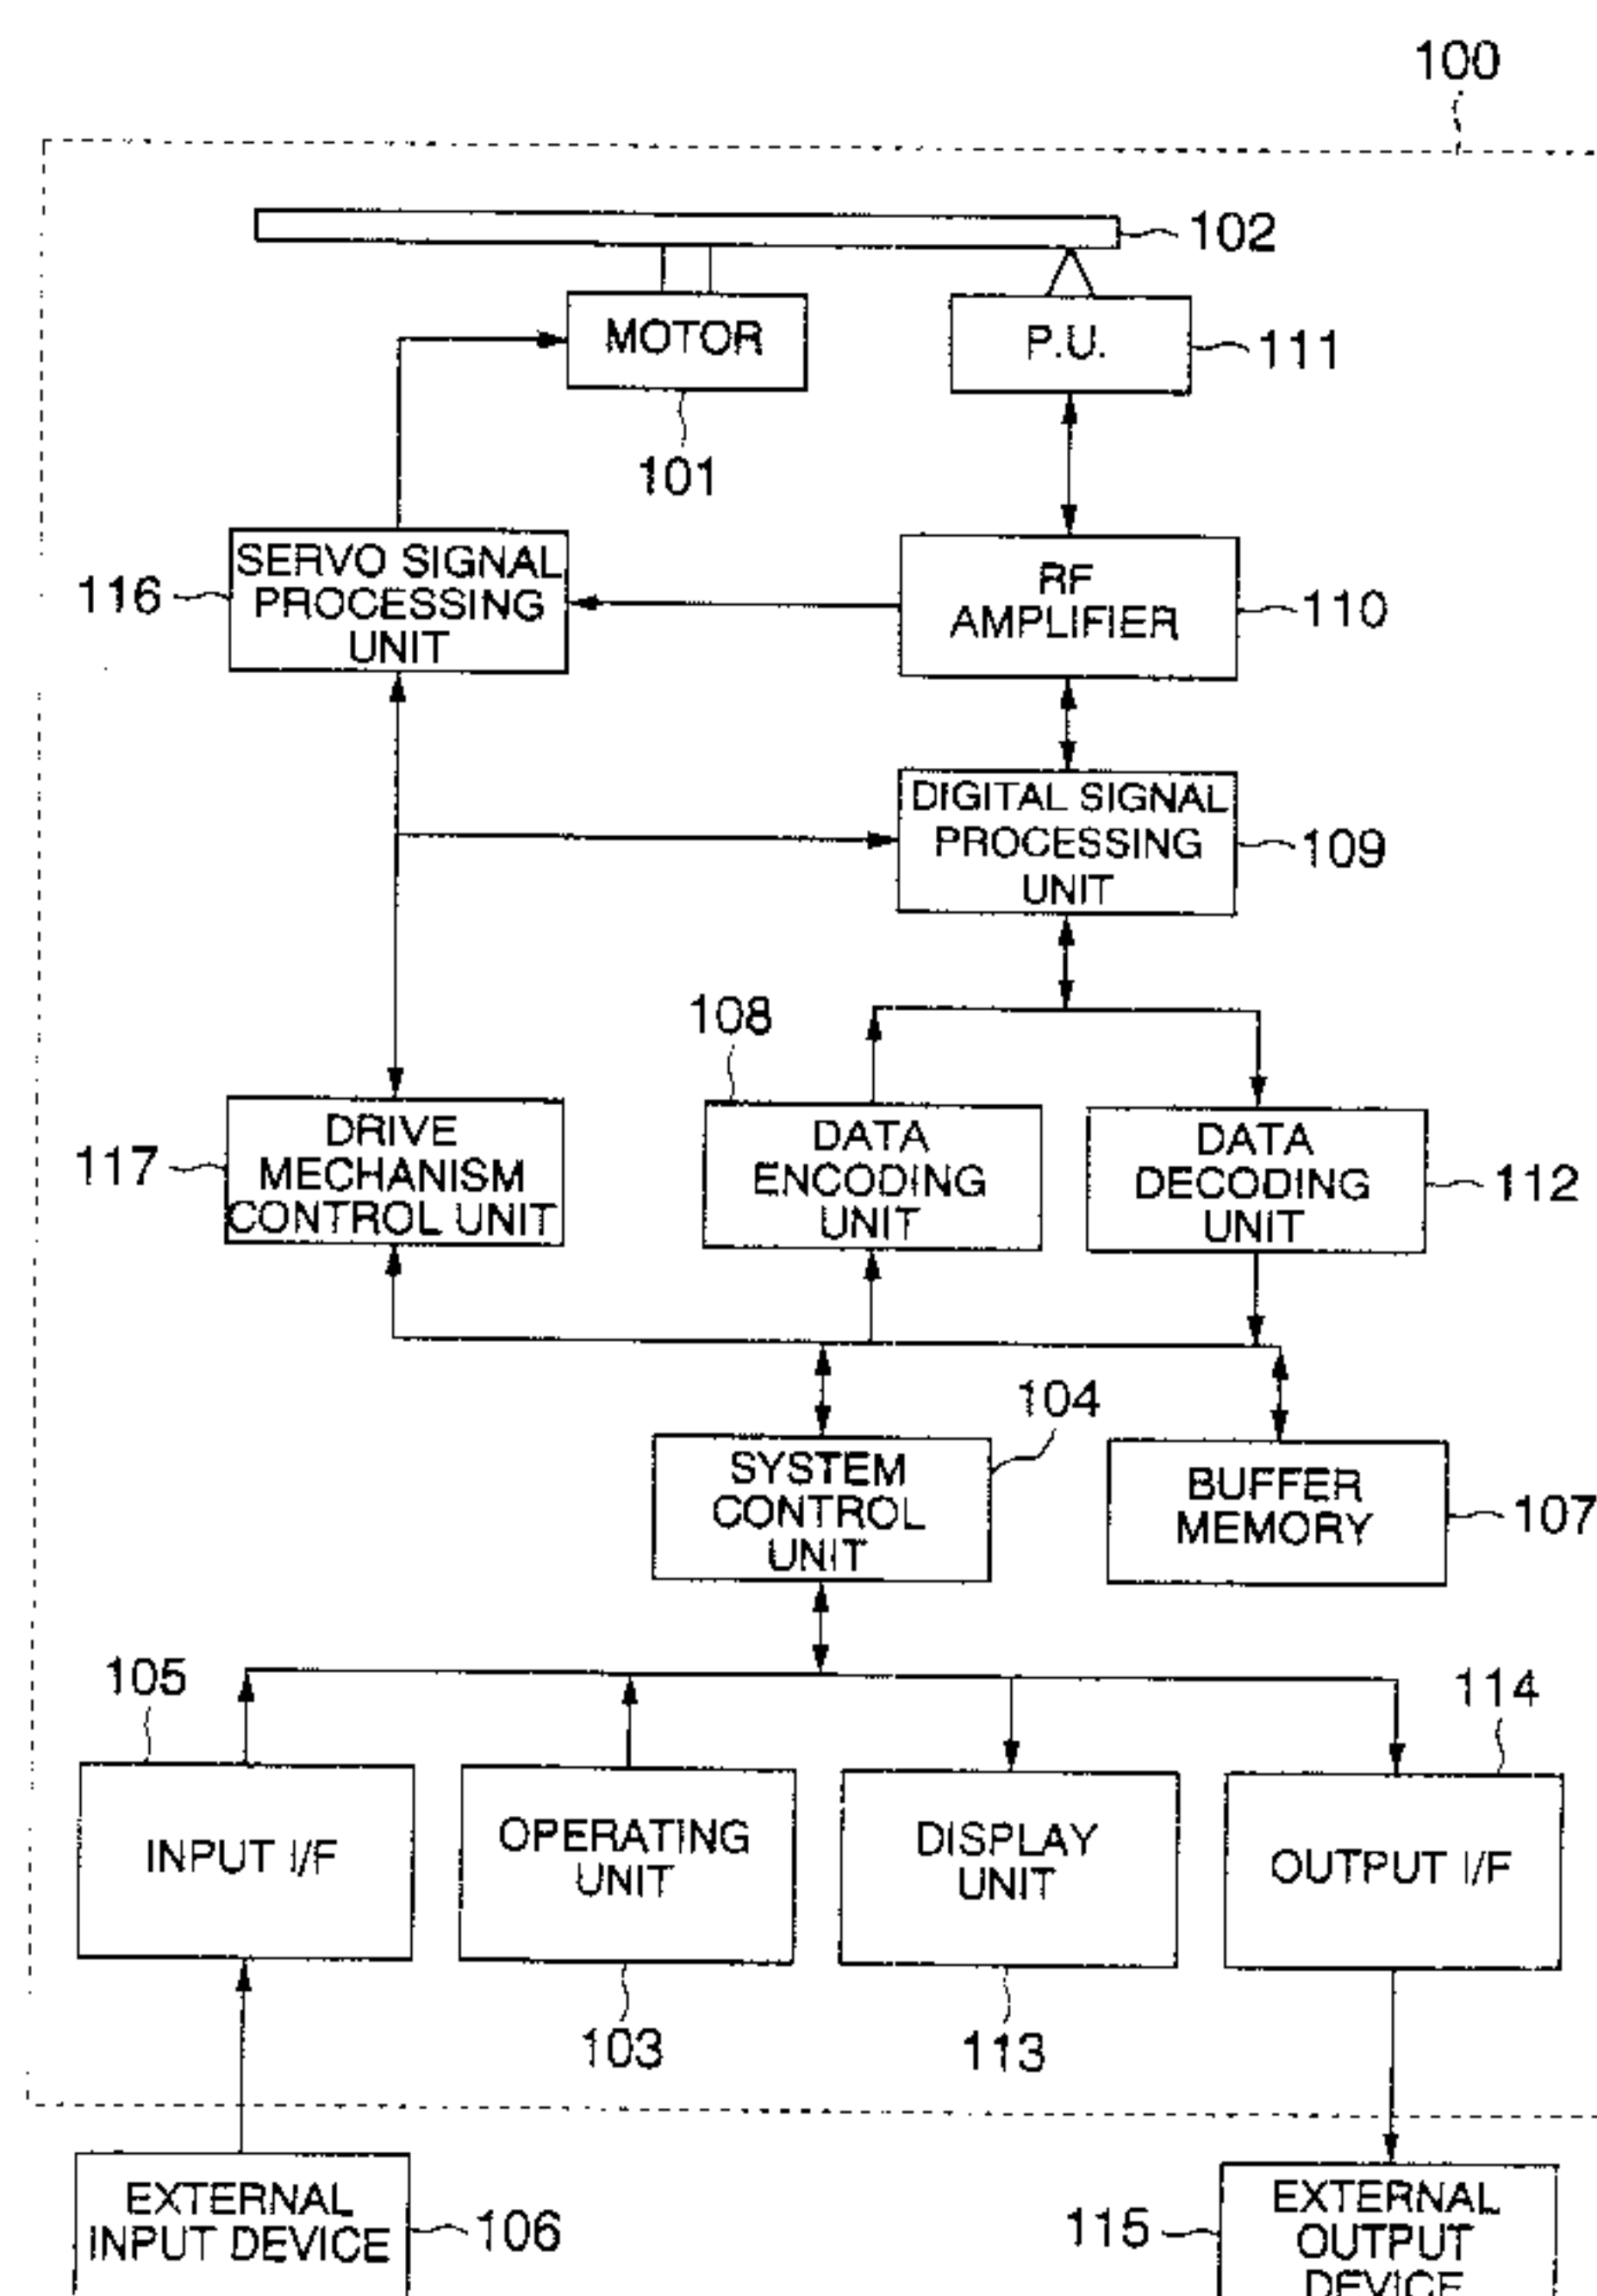 100
102
MOTOR
P.U.
111
101
SERVO SIGNAL
PROCESSING
UNIT
116
RF
AMPLIFIER
110
DIGITAL SIGNAL
PROCESSING
UNIT
109
108
DRIVE
MECHANISM
CONTROL UNIT
117
DATA
ENCODING
UNIT
DATA
DECODING
UNIT
112
104
SYSTEM
CONTROL
UNIT
BUFFER
MEMORY
107
105
114
INPUT I/F
OPERATING
UNIT
DISPLAY
UNIT
OUTPUT I/F
103
113
EXTERNAL
INPUT DEVICE
106
115
EXTERNAL
OUTPUT
DEVICE